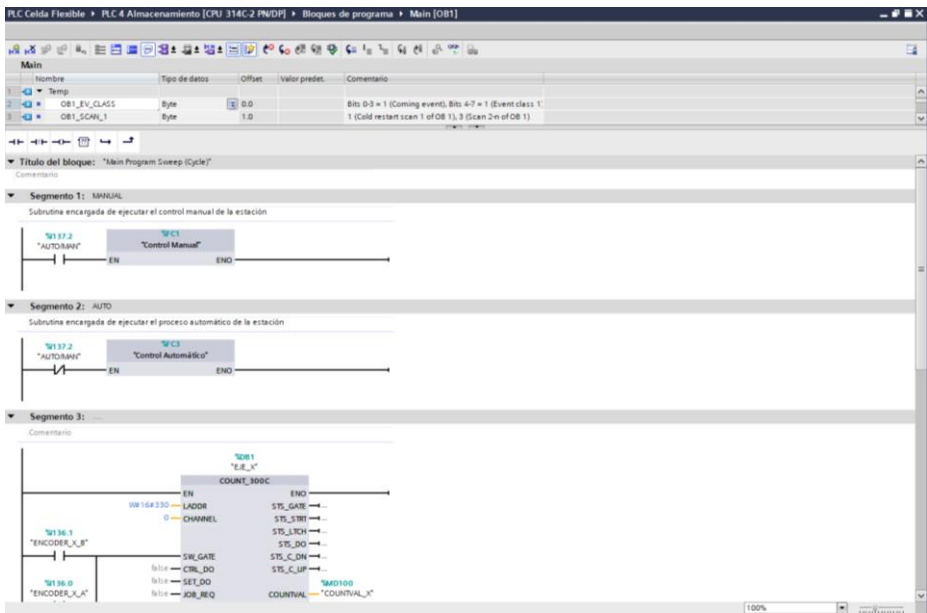 PLC Celda Flexible ▸ PLC 4 Almacenamiento [CPU 314C-2 PN/DP] ▸ Bloques de programa ▸ Main [OB1]
Main
Nombre Tipo de datos Offset Valor predet. Comentario
1 Temp
2 OB1_EV_CLASS Byte 0.0 Bits 0-3 = 1 (Coming event), Bits 4-7 = 1 (Event class 1)
3 OB1_SCAN_1 Byte 1.0 1 (Cold restart scan 1 of OB 1), 3 (Scan 2-n of OB 1)
Título del bloque: "Main Program Sweep (Cycle)"
Comentario
Segmento 1: MANUAL
Subrutina encargada de ejecutar el control manual de la estación
%I137.2
"AUTO/MAN"
%FC1
"Control Manual"
EN ENO
Segmento 2: AUTO
Subrutina encargada de ejecutar el proceso automático de la estación
%I137.2
"AUTO/MAN"
%FC3
"Control Automático"
EN ENO
Segmento 3: ...
Comentario
%DB1
"EJE_X"
COUNT_300C
EN ENO
W#16#330 LADDR STS_GATE ...
0 CHANNEL STS_STRT ...
STS_LTCH ...
%I136.1
"ENCODER_X_B"
STS_DO ...
SW_GATE STS_C_DN ...
false CTRL_DO STS_C_UP ...
%I136.0
"ENCODER_X_A"
false SET_DO
%MD100
false JOB_REQ COUNTVAL "COUNTVAL_X"
100%